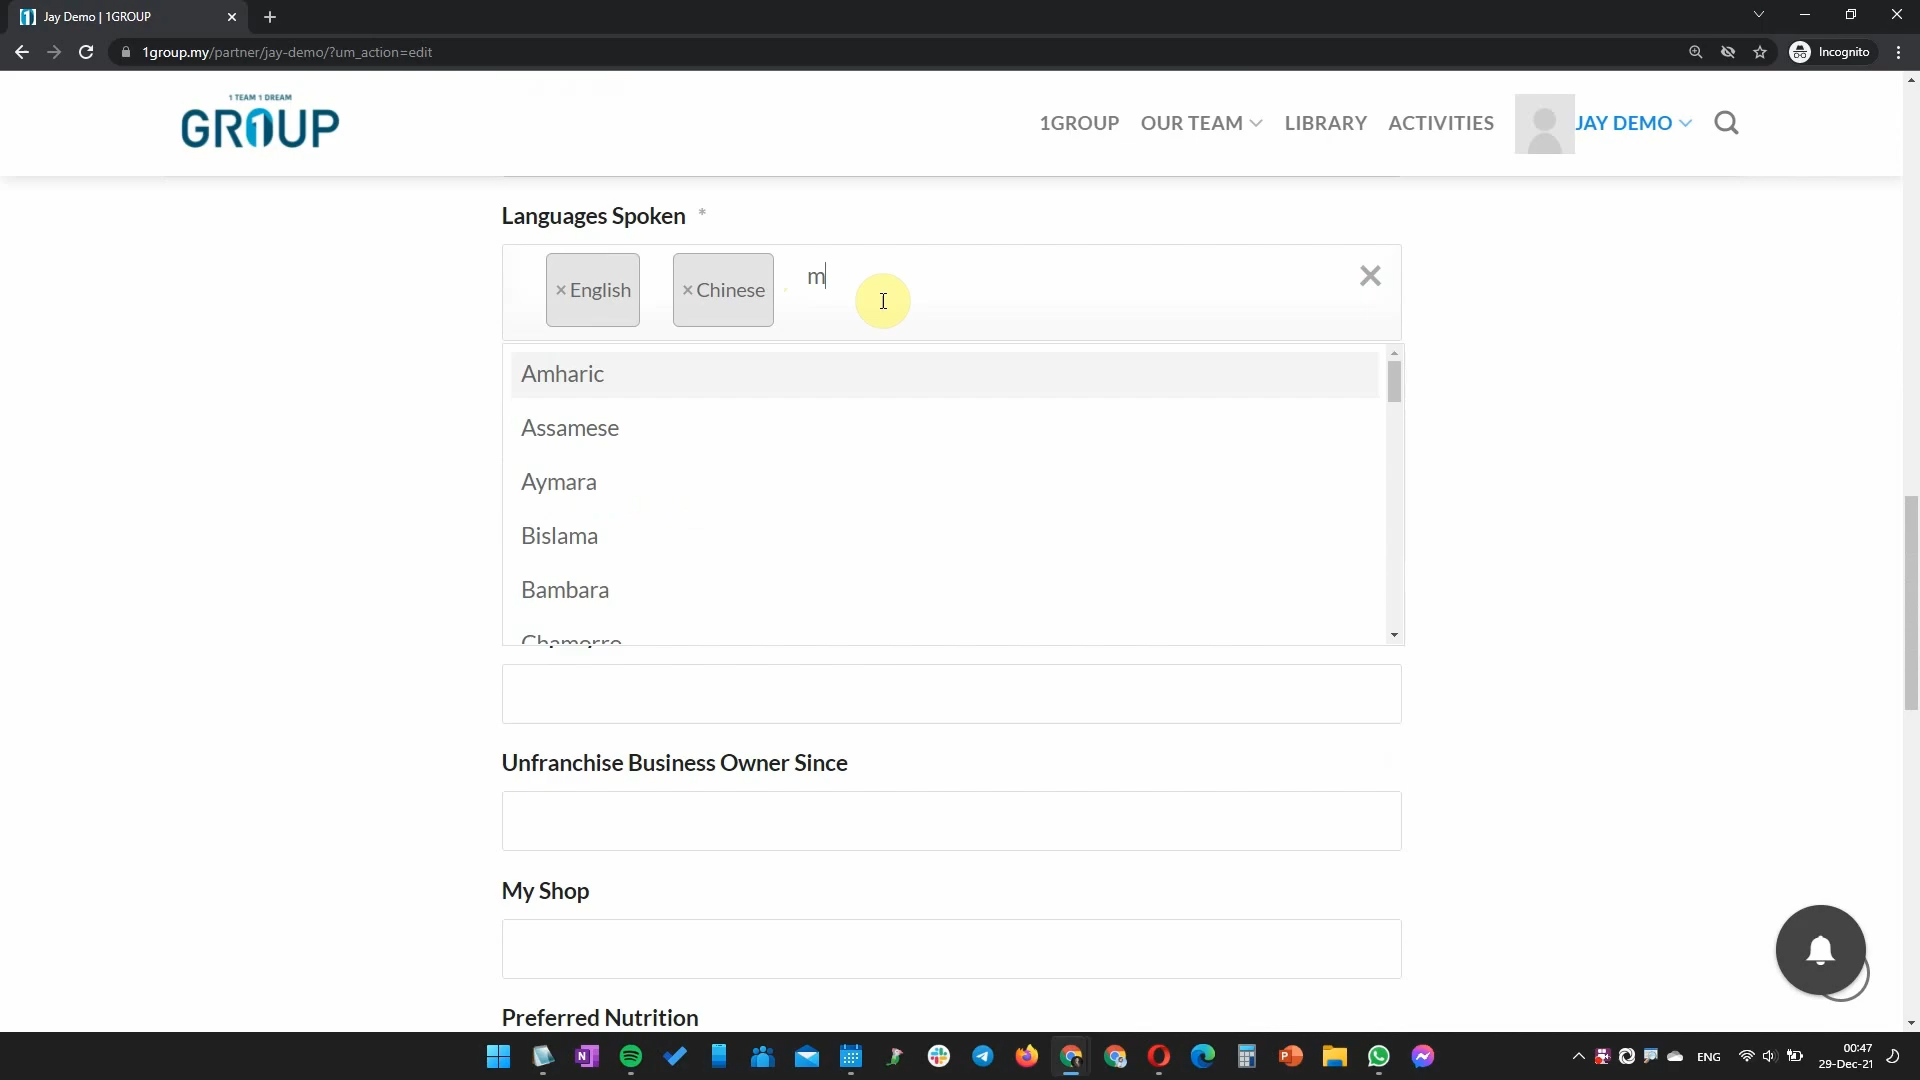 Jay Demo | 1GROUP
1group.my/partner/jay-demo/?um_action=edit
Incognito
1 TEAM 1 DREAM
GR1UP
1GROUP
OUR TEAM
LIBRARY
ACTIVITIES
JAY DEMO
Languages Spoken *
× English
× Chinese
m
Amharic
Assamese
Aymara
Bislama
Bambara
Chamorro
Unfranchise Business Owner Since
My Shop
Preferred Nutrition
ENG
00:47
29-Dec-21